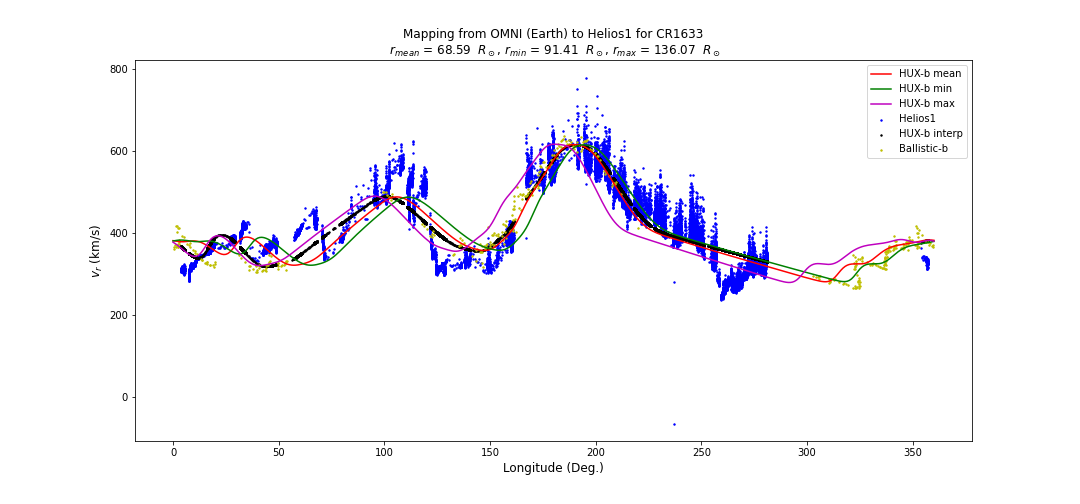 Mapping from OMNI (Earth) to Helios1 for CR1633
r_mean = 68.59 R_⊙, r_min = 91.41 R_⊙, r_max = 136.07 R_⊙
HUX-b mean
HUX-b min
HUX-b max
Helios1
HUX-b interp
Ballistic-b
800
600
400
200
0
v_r (km/s)
0 50 100 150 200 250 300 350
Longitude (Deg.)